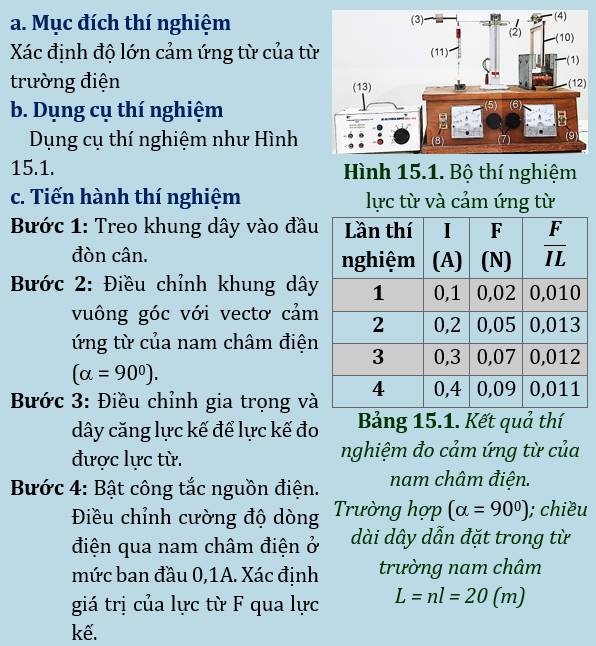 a. Mục đích thí nghiệm
Xác định độ lớn cảm ứng từ của từ
trường điện
b. Dụng cụ thí nghiệm
Dụng cụ thí nghiệm như Hình
15.1.
c. Tiến hành thí nghiệm
Bước 1: Treo khung dây vào đầu
đòn cân.
Bước 2: Điều chỉnh khung dây
vuông góc với vectơ cảm
ứng từ của nam châm điện
(α = 90⁰).
Bước 3: Điều chỉnh gia trọng và
dây căng lực kế để lực kế đo
được lực từ.
Bước 4: Bật công tắc nguồn điện.
Điều chỉnh cường độ dòng
điện qua nam châm điện ở
mức ban đầu 0,1A. Xác định
giá trị của lực từ F qua lực
kế.
(3)
(4)
(2)
(10)
(11)
(1)
(12)
(13)
(5)
(6)
(8)
(7)
(9)
Hình 15.1. Bộ thí nghiệm
lực từ và cảm ứng từ
Lần thí nghiệm | I (A) | F (N) | F/IL
1 | 0,1 | 0,02 | 0,010
2 | 0,2 | 0,05 | 0,013
3 | 0,3 | 0,07 | 0,012
4 | 0,4 | 0,09 | 0,011
Bảng 15.1. Kết quả thí
nghiệm đo cảm ứng từ của
nam châm điện.
Trường hợp (α = 90⁰); chiều
dài dây dẫn đặt trong từ
trường nam châm
L = nl = 20 (m)